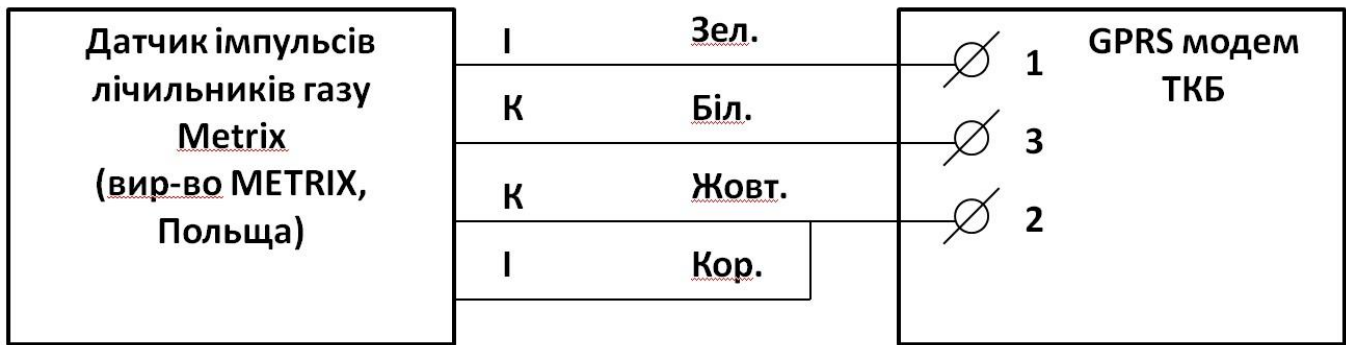 Датчик імпульсів
лічильників газу
Metrix
(вир-во METRIX,
Польща)
І Зел.
К Біл.
К Жовт.
І Кор.
1
3
2
GPRS модем
ТКБ